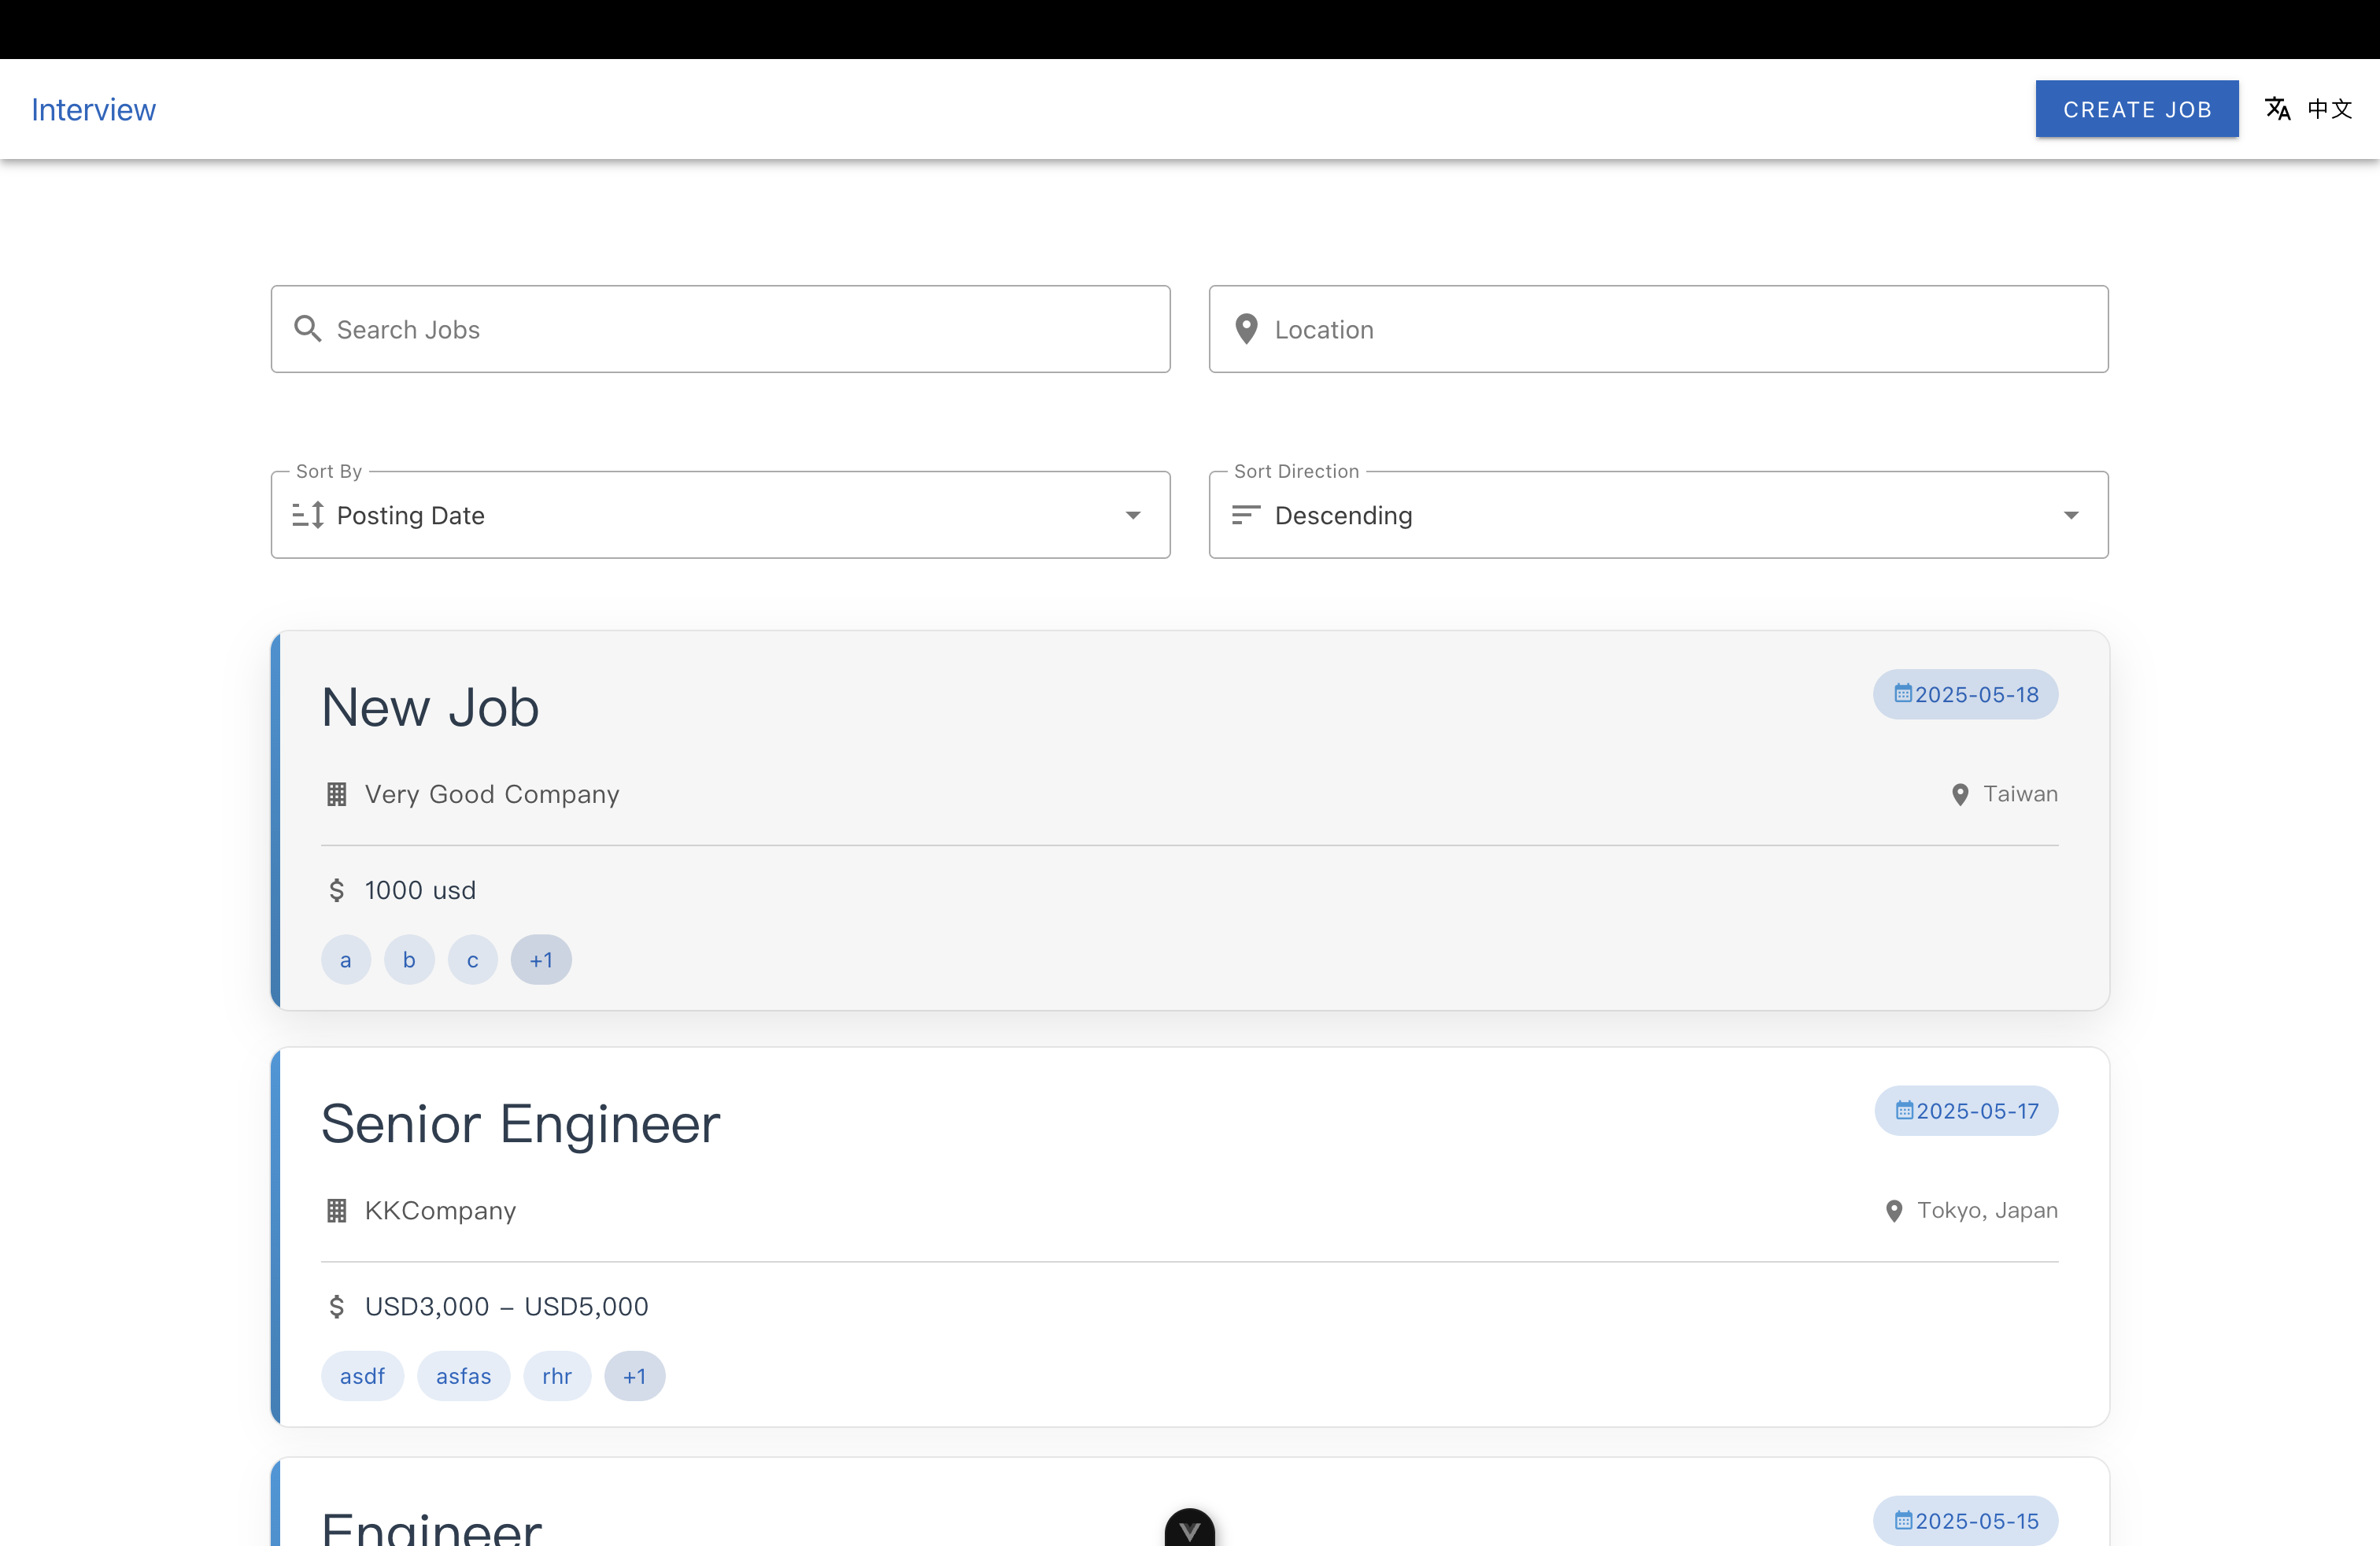 Interview
CREATE JOB
中文
Search Jobs
Location
Sort By
Posting Date
Sort Direction
Descending
New Job
2025-05-18
Very Good Company
Taiwan
1000 usd
a b c +1
Senior Engineer
2025-05-17
KKCompany
Tokyo, Japan
USD3,000 – USD5,000
asdf asfas rhr +1
Engineer
2025-05-15